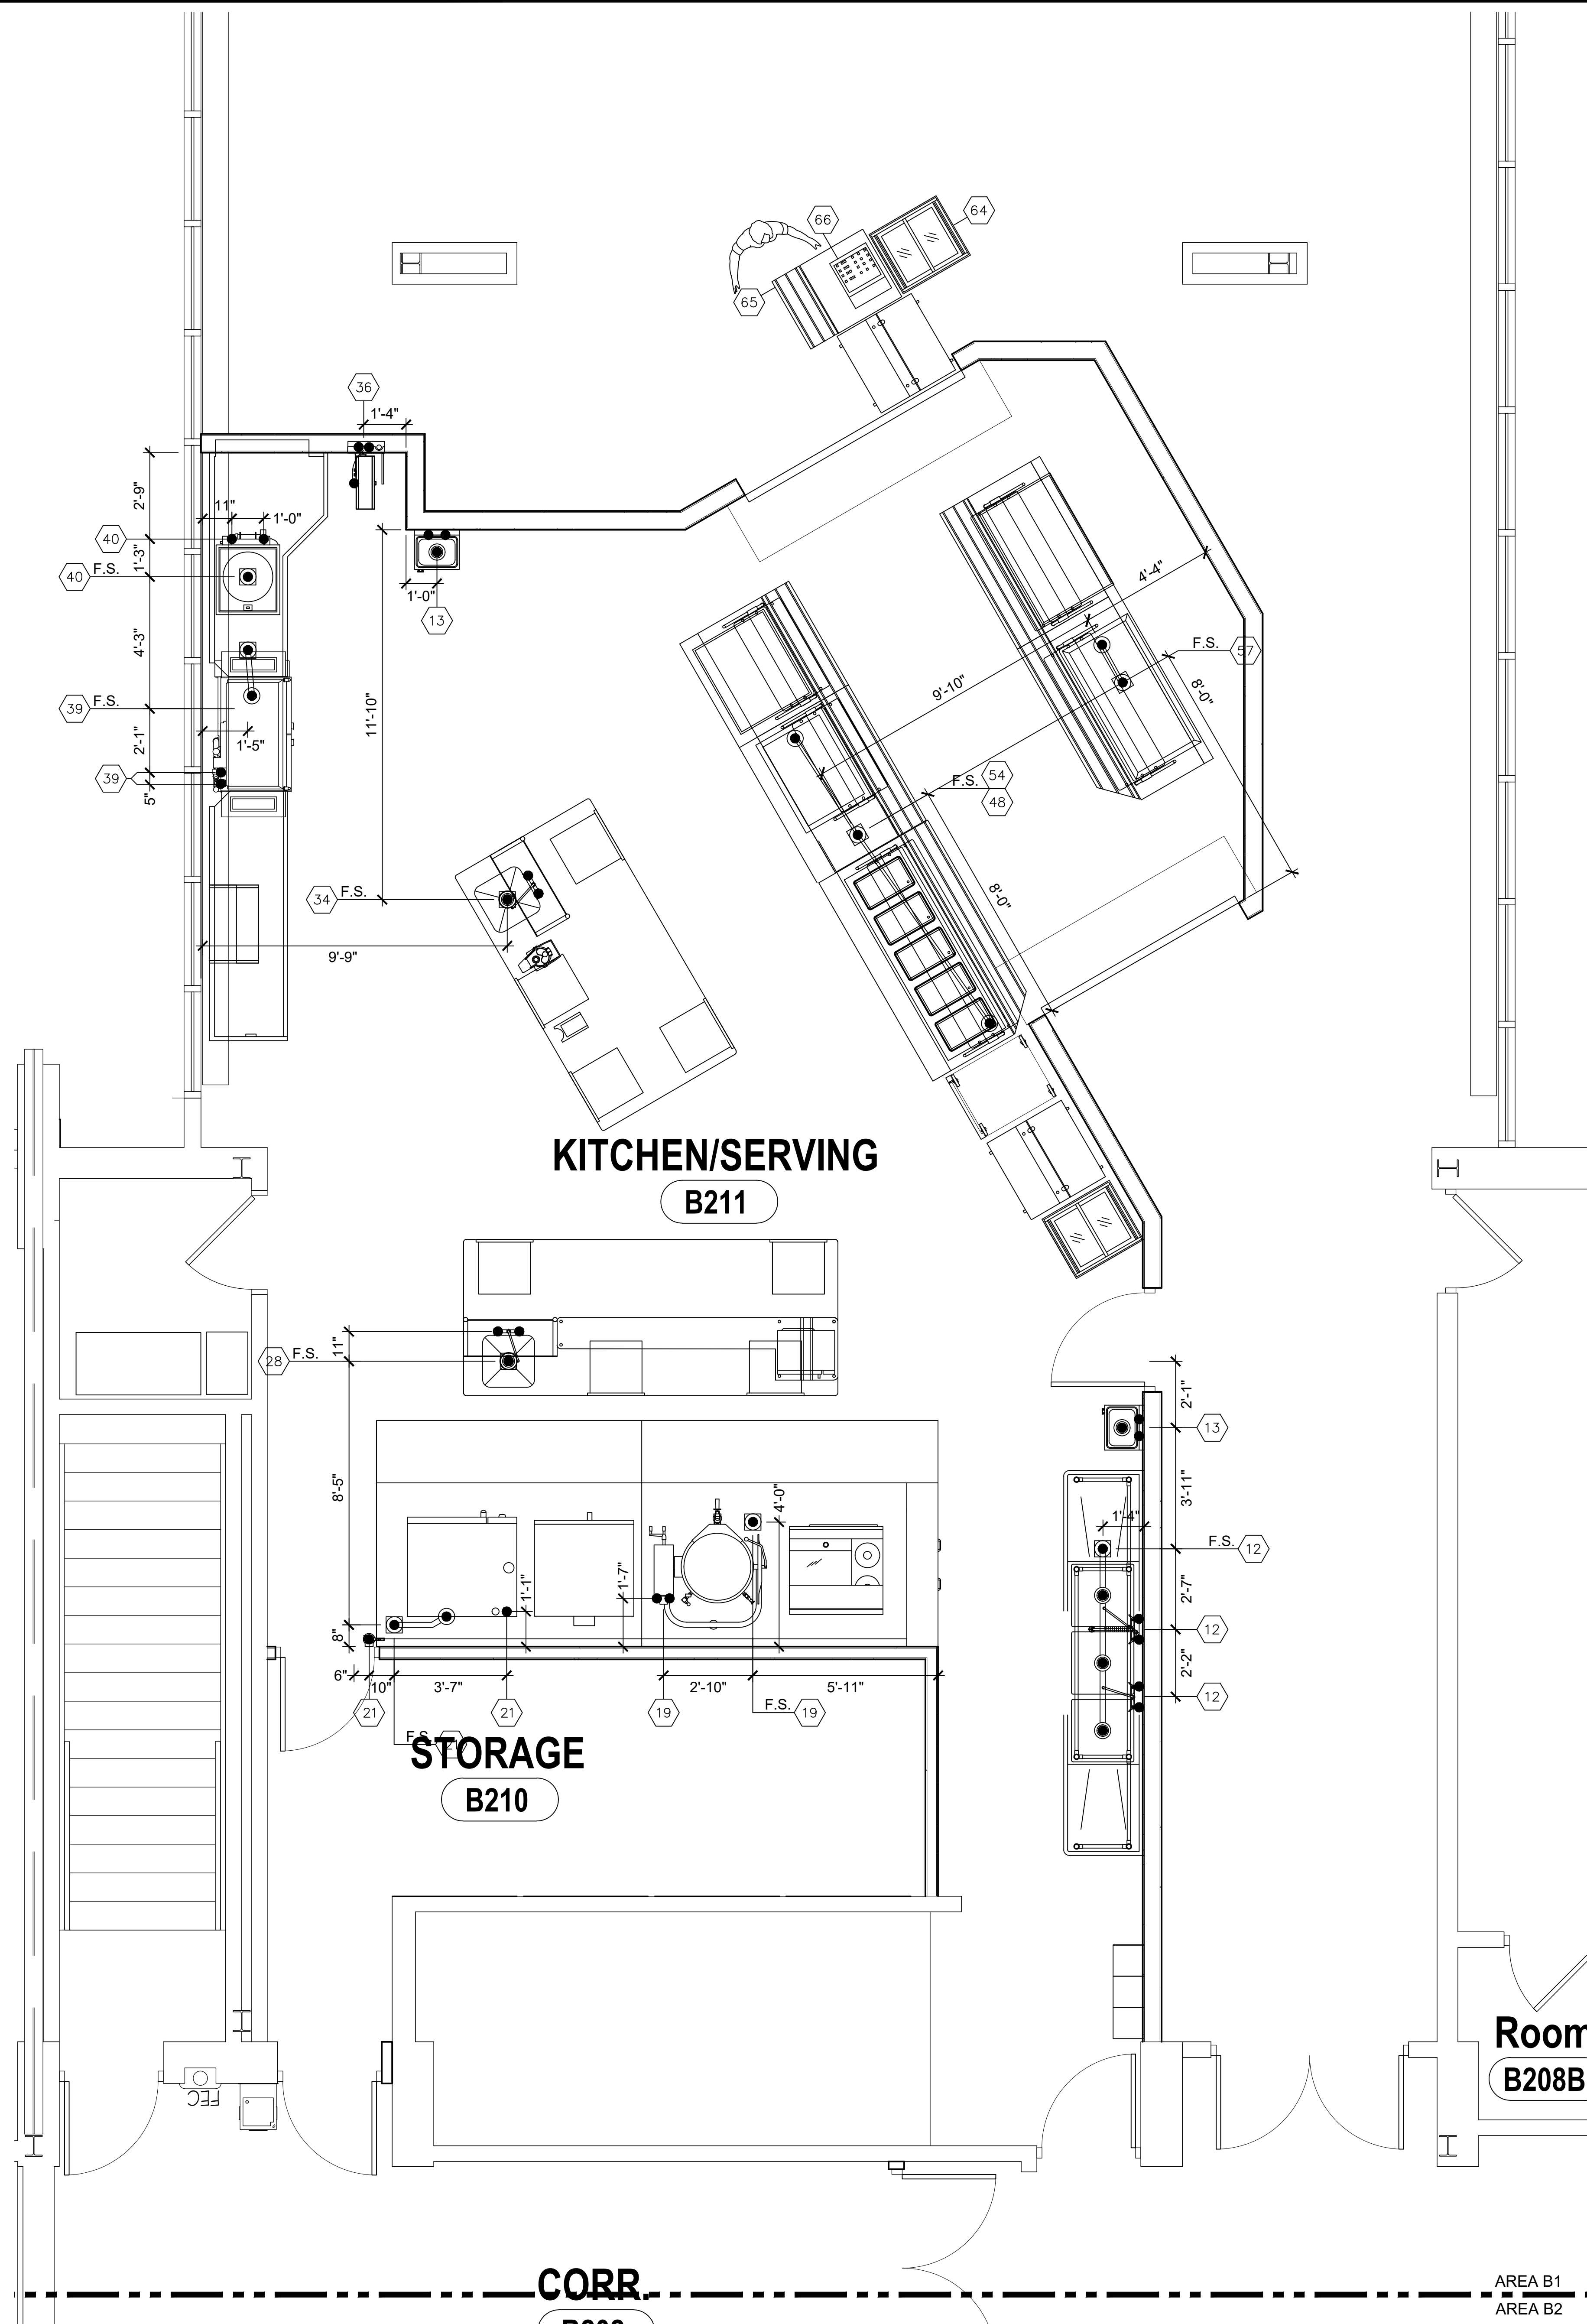 64
66
65
36
1'-4"
2'-9"
11"
1'-0"
40
1'-3"
40
F.S.
1'-0"
13
4'-3"
4'-4"
F.S.
57
9'-10"
8'-0"
39
F.S.
11'-10"
1'-5"
2'-1"
39
5"
F.S.
54
48
34
F.S.
8'-0"
9'-9"
KITCHEN/SERVING
B211
11"
28
F.S.
2'-1"
13
8'-5"
3'-11"
4'-0"
1'-4"
F.S.
12
1'-1"
1'-7"
2'-7"
8"
12
2'-2"
6"
10"
3'-7"
2'-10"
5'-11"
12
21
21
19
F.S.
19
F.S.
21
STORAGE
B210
Room
B208B
FEC
CORR.
AREA B1
AREA B2